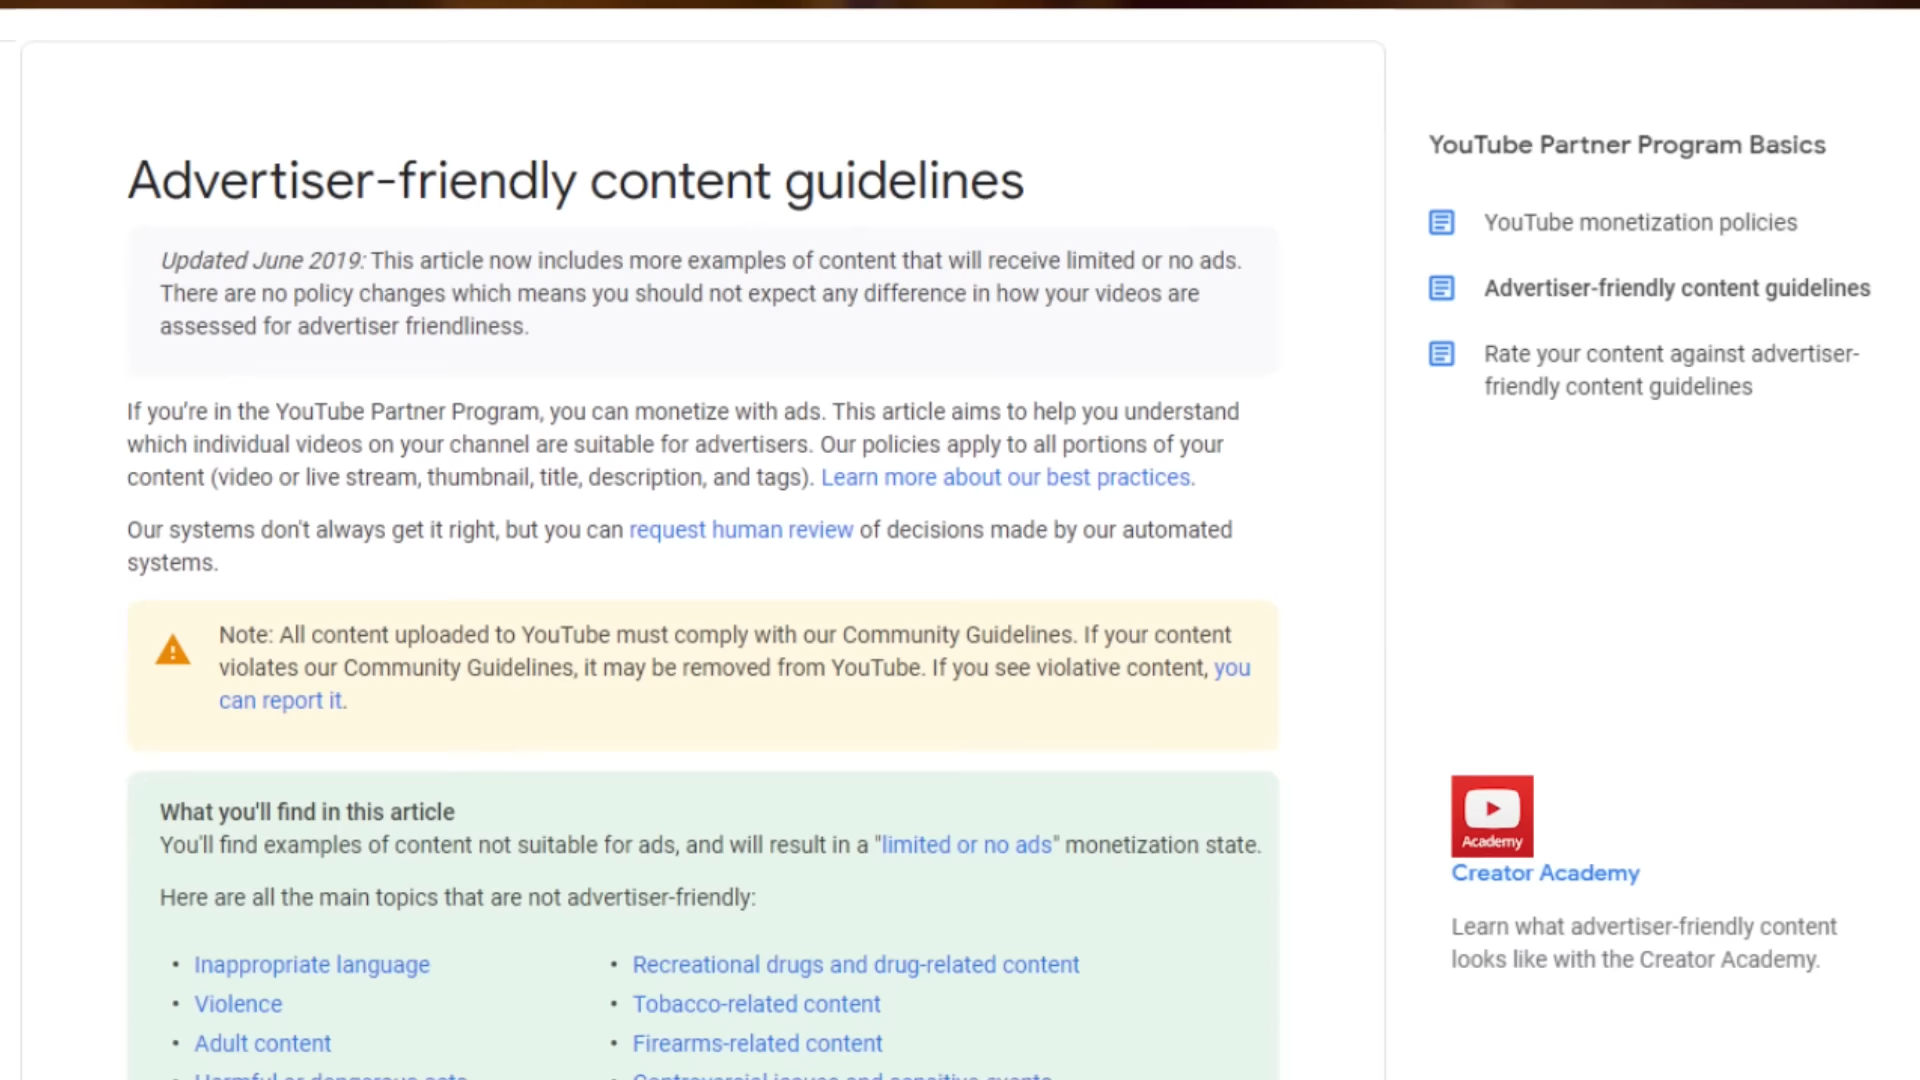 Advertiser-friendly content guidelines
Updated June 2019: This article now includes more examples of content that will receive limited or no ads.
There are no policy changes which means you should not expect any difference in how your videos are
assessed for advertiser friendliness.
If you’re in the YouTube Partner Program, you can monetize with ads. This article aims to help you understand
which individual videos on your channel are suitable for advertisers. Our policies apply to all portions of your
content (video or live stream, thumbnail, title, description, and tags). Learn more about our best practices.
Our systems don't always get it right, but you can request human review of decisions made by our automated
systems.
Note: All content uploaded to YouTube must comply with our Community Guidelines. If your content
violates our Community Guidelines, it may be removed from YouTube. If you see violative content, you
can report it.
What you'll find in this article
You'll find examples of content not suitable for ads, and will result in a "limited or no ads" monetization state.
Here are all the main topics that are not advertiser-friendly:
• Inappropriate language
• Violence
• Adult content
• Harmful or dangerous acts
• Recreational drugs and drug-related content
• Tobacco-related content
• Firearms-related content
• Controversial issues and sensitive events
YouTube Partner Program Basics
YouTube monetization policies
Advertiser-friendly content guidelines
Rate your content against advertiser-
friendly content guidelines
Academy
Creator Academy
Learn what advertiser-friendly content
looks like with the Creator Academy.